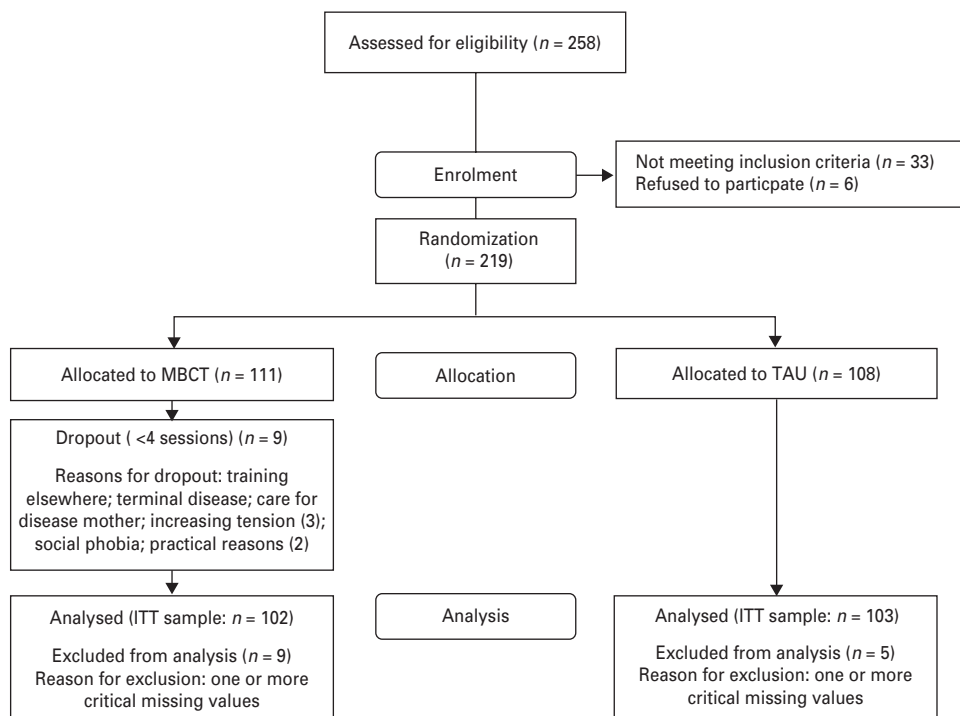 Assessed for eligibility (n = 258)
Enrolment
Not meeting inclusion criteria (n = 33)
Refused to particpate (n = 6)
Randomization
(n = 219)
Allocated to MBCT (n = 111)
Allocation
Allocated to TAU (n = 108)
Dropout ( <4 sessions) (n = 9)
Reasons for dropout: training
elsewhere; terminal disease; care for
disease mother; increasing tension (3);
social phobia; practical reasons (2)
Analysed (ITT sample: n = 102)
Excluded from analysis (n = 9)
Reason for exclusion: one or more
critical missing values
Analysis
Analysed (ITT sample: n = 103)
Excluded from analysis (n = 5)
Reason for exclusion: one or more
critical missing values